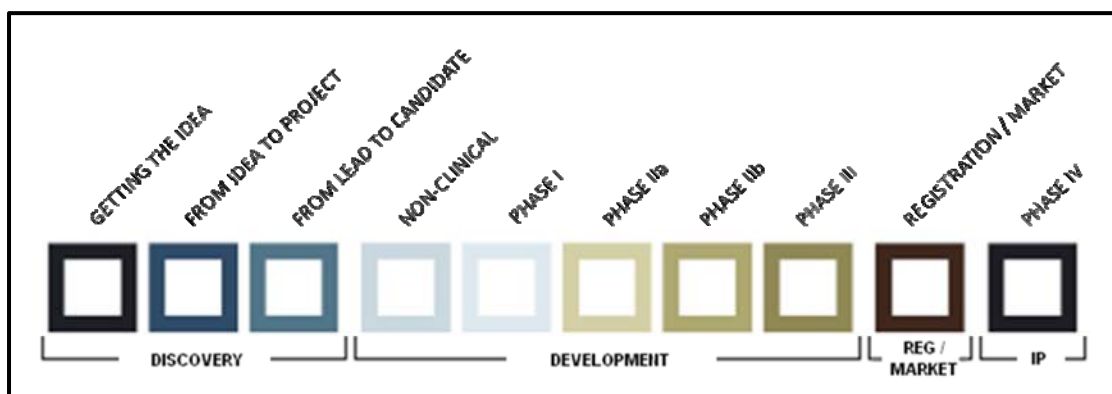 GETTING THE IDEA
FROM IDEA TO PROJECT
FROM LEAD TO CANDIDATE
NON-CLINICAL
PHASE I
PHASE IIa
PHASE IIb
PHASE III
REGISTRATION / MARKET
PHASE IV
DISCOVERY
DEVELOPMENT
REG /
MARKET
IP